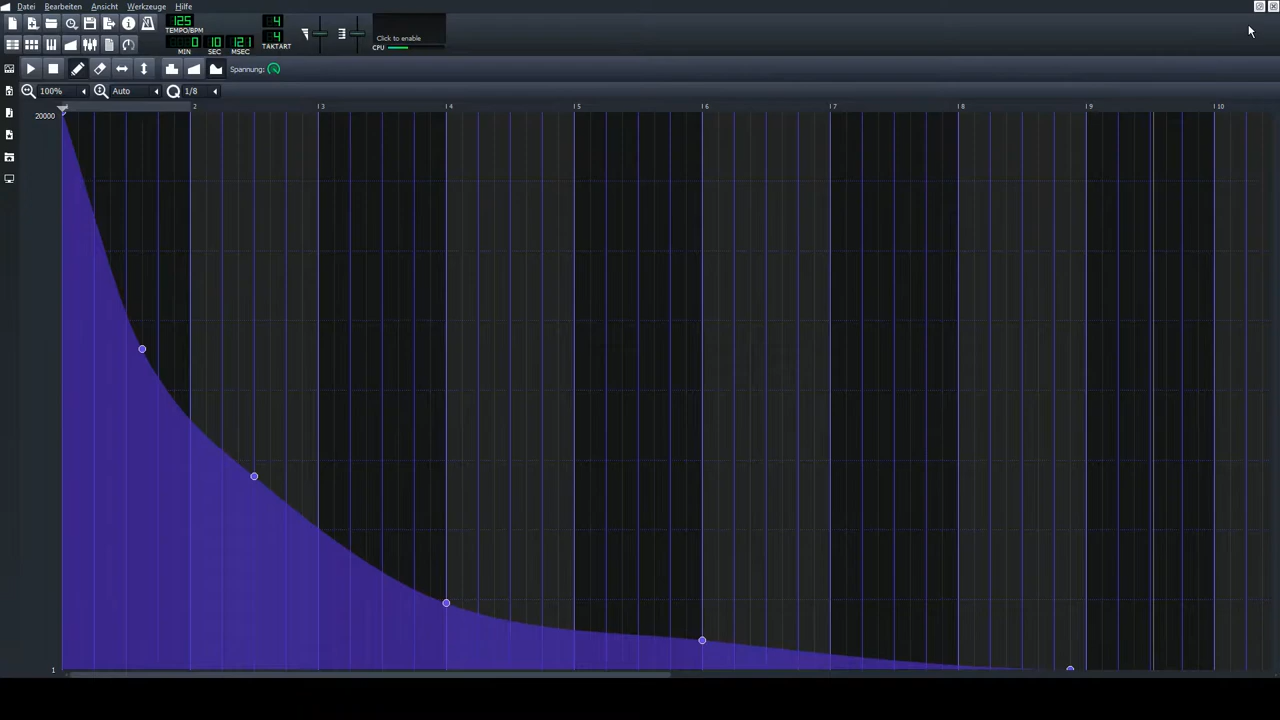 Datei Bearbeiten Ansicht Werkzeuge Hilfe
125
TEMPO/BPM
4
4
TAKTART
0 10 121
MIN SEC MSEC
Click to enable
CPU
Spannung:
100% Auto Q 1/8
2 3 4 5 6 7 8 9 10
20000
1